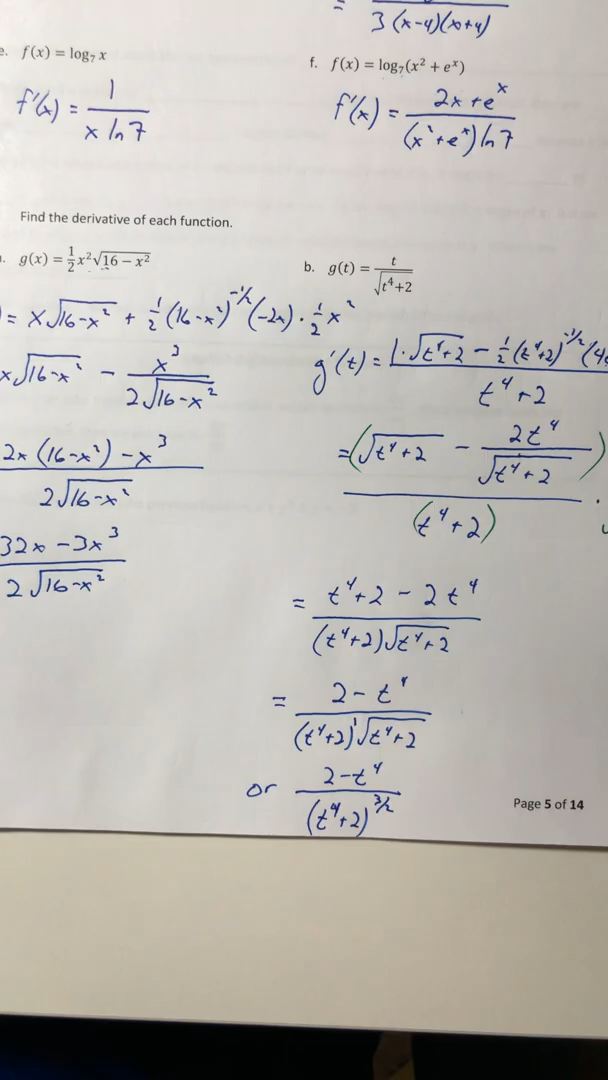 = 3(x-4)(x+4)
e. f(x) = log₇ x
f'(x) = 1 / (x ln 7)
f. f(x) = log₇(x² + eˣ)
f'(x) = (2x + eˣ) / ((x² + eˣ) ln 7)
Find the derivative of each function.
. g(x) = ½x²√(16 − x²)
= x√(16-x²) + ½(16-x²)^(-1/2) (-2x) · ½x²
x√(16-x²) - x³ / (2√(16-x²))
(2x(16-x²) - x³) / (2√(16-x²))
(32x - 3x³) / (2√(16-x²))
b. g(t) = t / √(t⁴+2)
g'(t) = (1·√(t⁴+2) - ½(t⁴+2)^(-1/2) (4 / (t⁴+2)
= (√(t⁴+2) - 2t⁴ / √(t⁴+2)) / (t⁴+2) ·
= (t⁴+2 - 2t⁴) / ((t⁴+2)√(t⁴+2))
= (2-t⁴) / ((t⁴+2)¹√(t⁴+2))
or (2-t⁴) / (t⁴+2)^(3/2)
Page 5 of 14